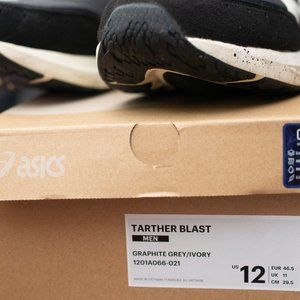 asics
TARTHER BLAST
MEN
GRAPHITE GREY/IVORY
1201A066-021
US 12
EUR 46.5
UK 11
CM 29.5